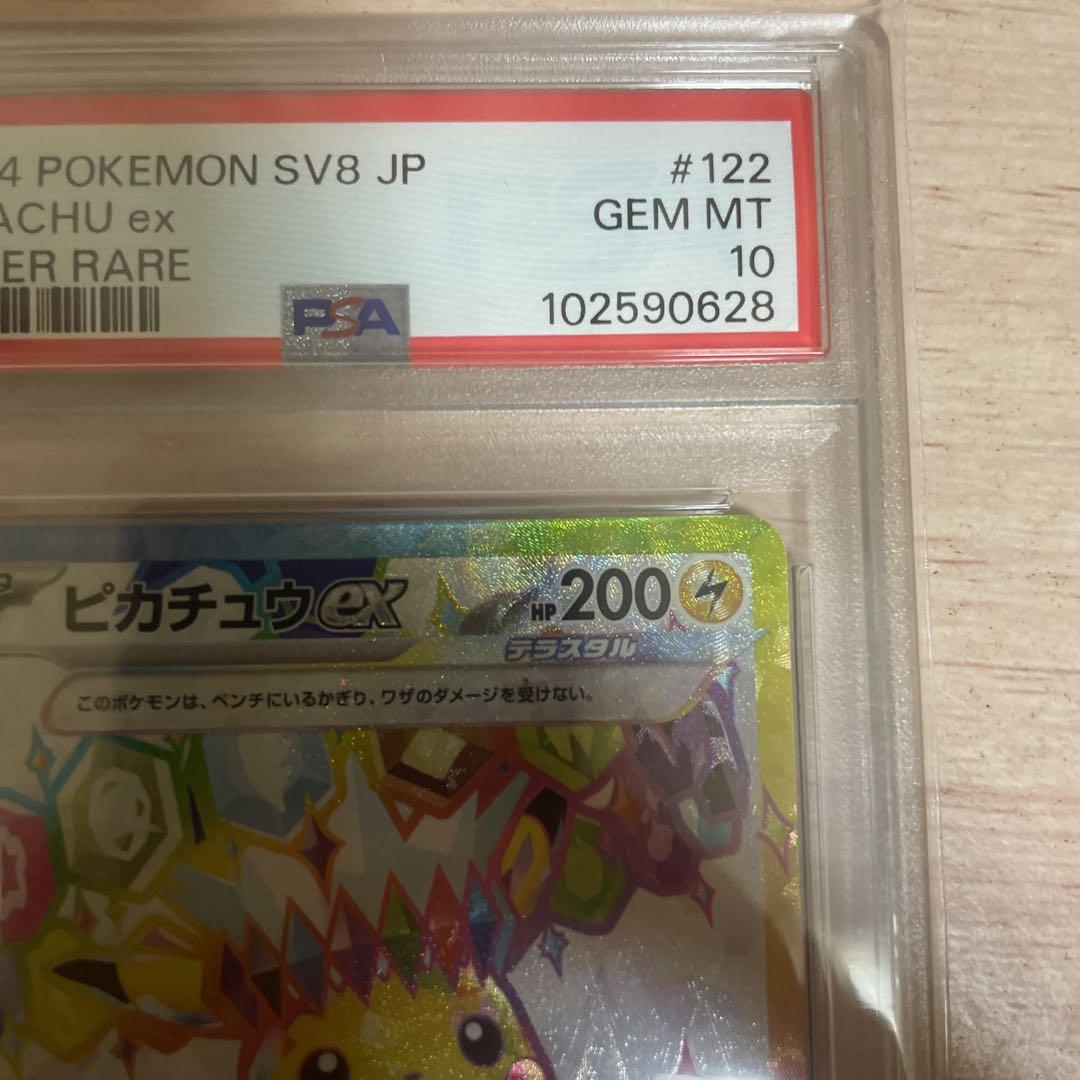 4 POKEMON SV8 JP #122
ACHU ex GEM MT
ER RARE 10
PSA 102590628
ピカチュウex HP 200
テラスタル
このポケモンは、ベンチにいるかぎり、ワザのダメージを受けない。